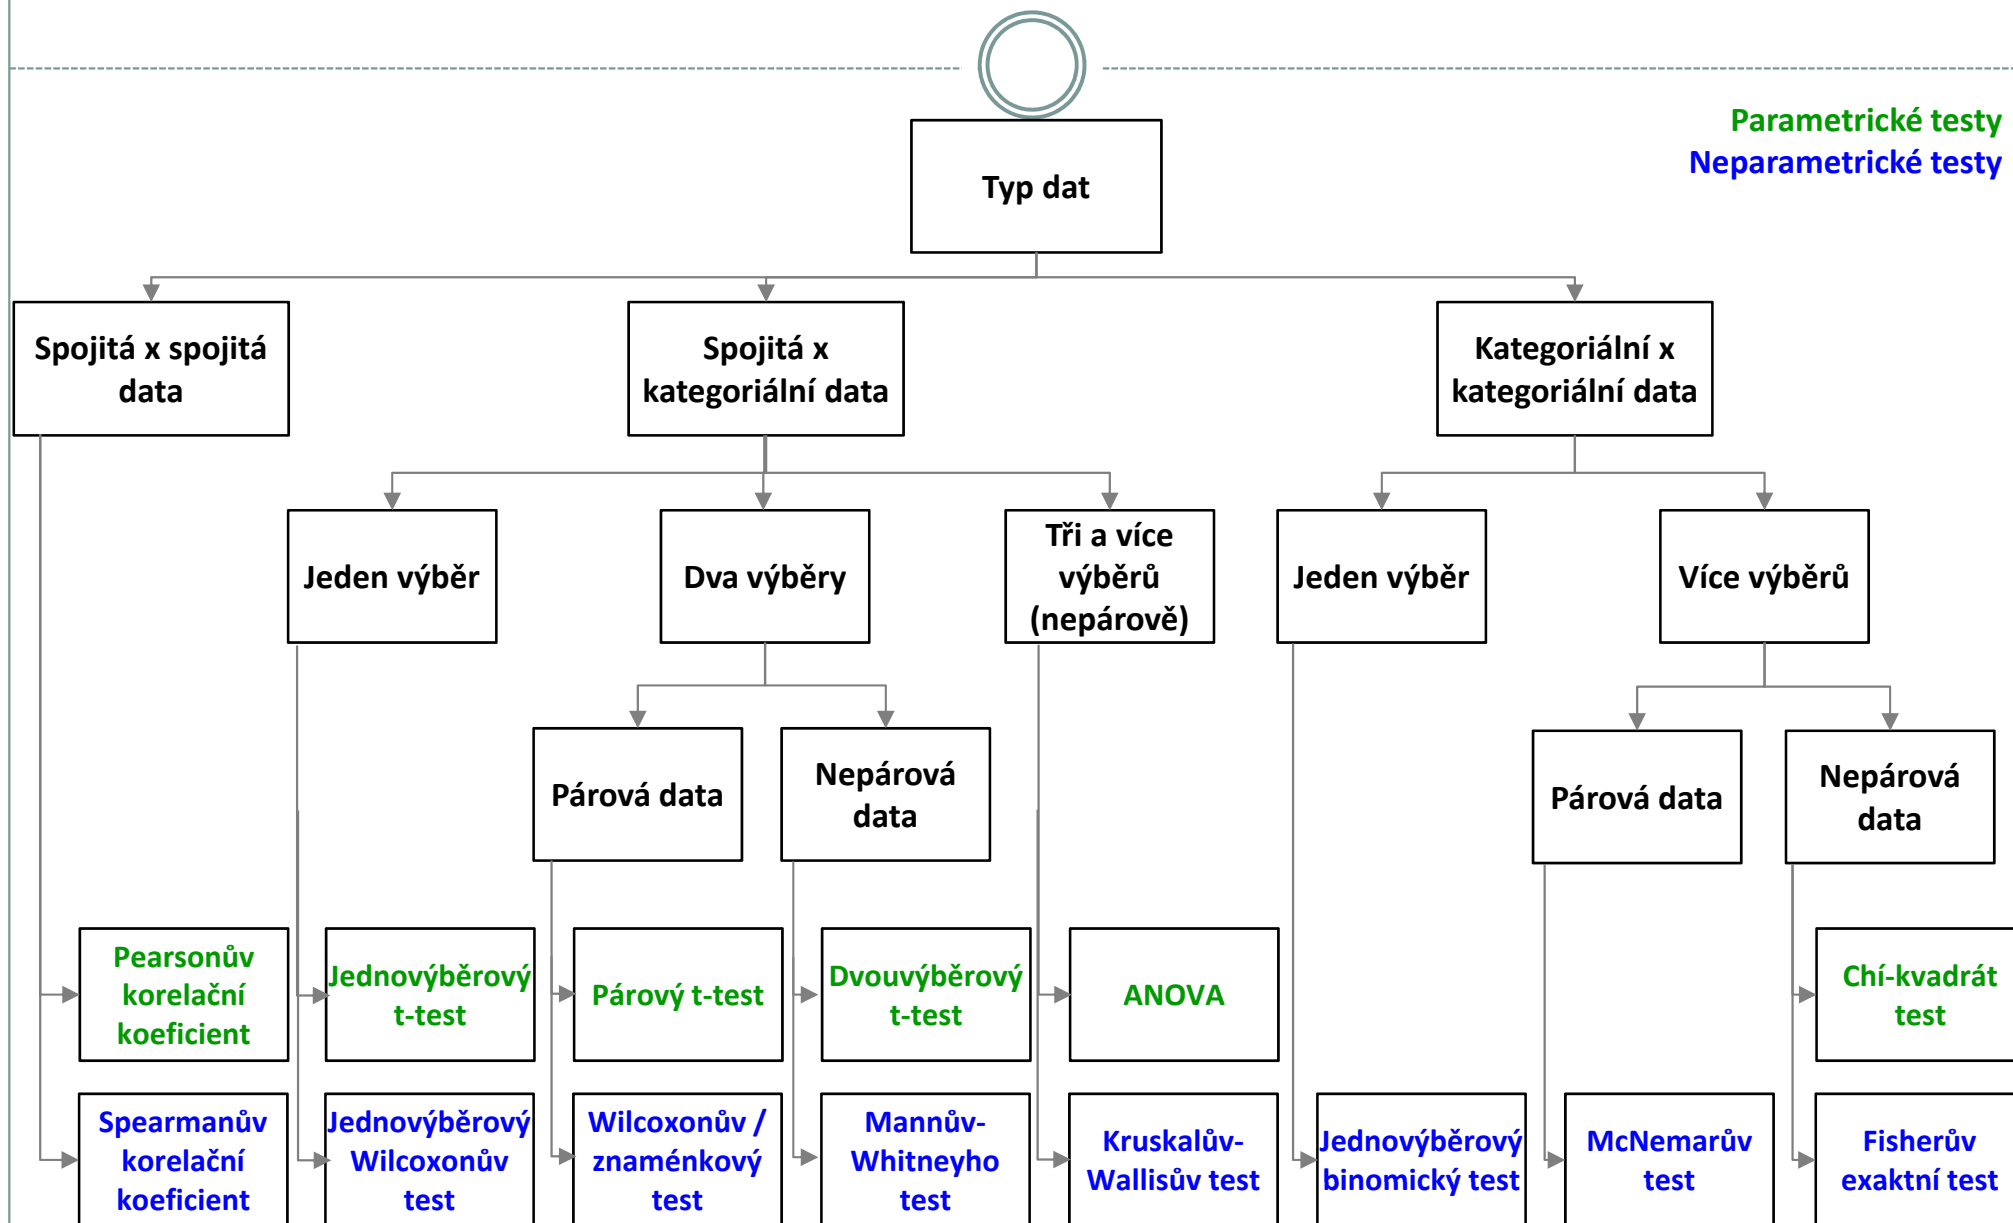 Parametrické testy
Neparametrické testy
Typ dat
Spojitá x spojitá
data
Spojitá x
kategoriální data
Kategoriální x
kategoriální data
Jeden výběr
Dva výběry
Tři a více
výběrů
(nepárově)
Jeden výběr
Více výběrů
Párová data
Nepárová
data
Párová data
Nepárová
data
Pearsonův
korelační
koeficient
Jednovýběrový
t-test
Párový t-test
Dvouvýběrový
t-test
ANOVA
Chí-kvadrát
test
Spearmanův
korelační
koeficient
Jednovýběrový
Wilcoxonův
test
Wilcoxonův /
znaménkový
test
Mannův-
Whitneyho
test
Kruskalův-
Wallisův test
Jednovýběrový
binomický test
McNemarův
test
Fisherův
exaktní test